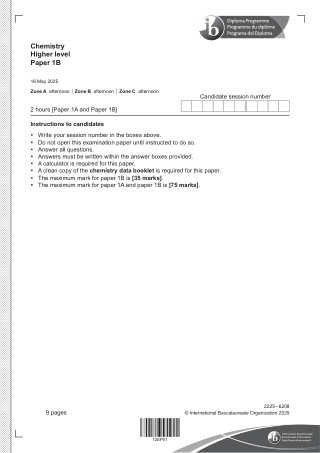 Diploma Programme
Programme du diplôme
Programa del Diploma
Chemistry
Higher level
Paper 1B
16 May 2025
Zone A afternoon | Zone B afternoon | Zone C afternoon
Candidate session number
2 hours [Paper 1A and Paper 1B]
Instructions to candidates
• Write your session number in the boxes above.
• Do not open this examination paper until instructed to do so.
• Answer all questions.
• Answers must be written within the answer boxes provided.
• A calculator is required for this paper.
• A clean copy of the chemistry data booklet is required for this paper.
• The maximum mark for paper 1B is [35 marks].
• The maximum mark for paper 1A and paper 1B is [75 marks].
2225–6208
9 pages
© International Baccalaureate Organization 2025
12EP01